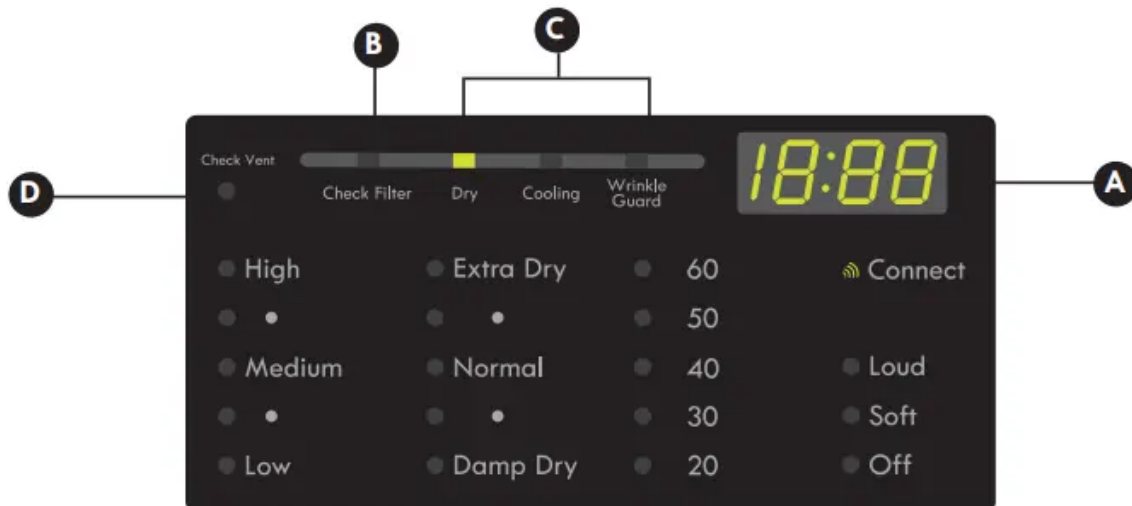 B
C
Check Vent
18:88
D
A
Check Filter
Dry
Cooling
Wrinkle
Guard
High
Extra Dry
60
Connect
50
Medium
Normal
40
Loud
30
Soft
Low
Damp Dry
20
Off